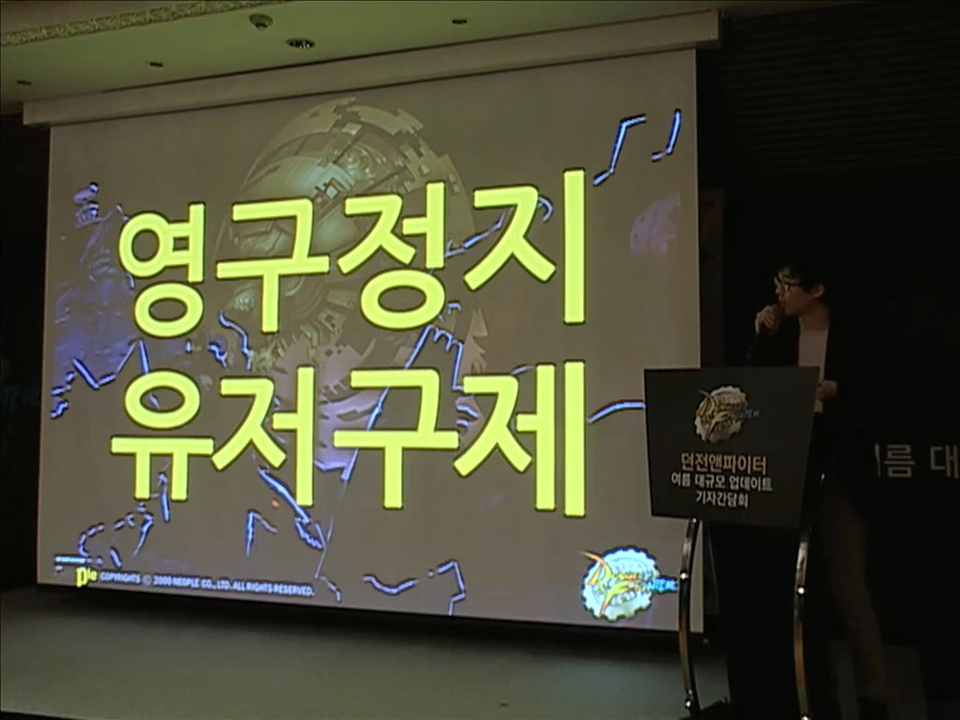 영구정지
유저구제
COPYRIGHTS ⓒ 2009 NEOPLE CO., LTD. ALL RIGHTS RESERVED.
던전앤파이터
여름 대규모 업데이트
기자간담회
름 대